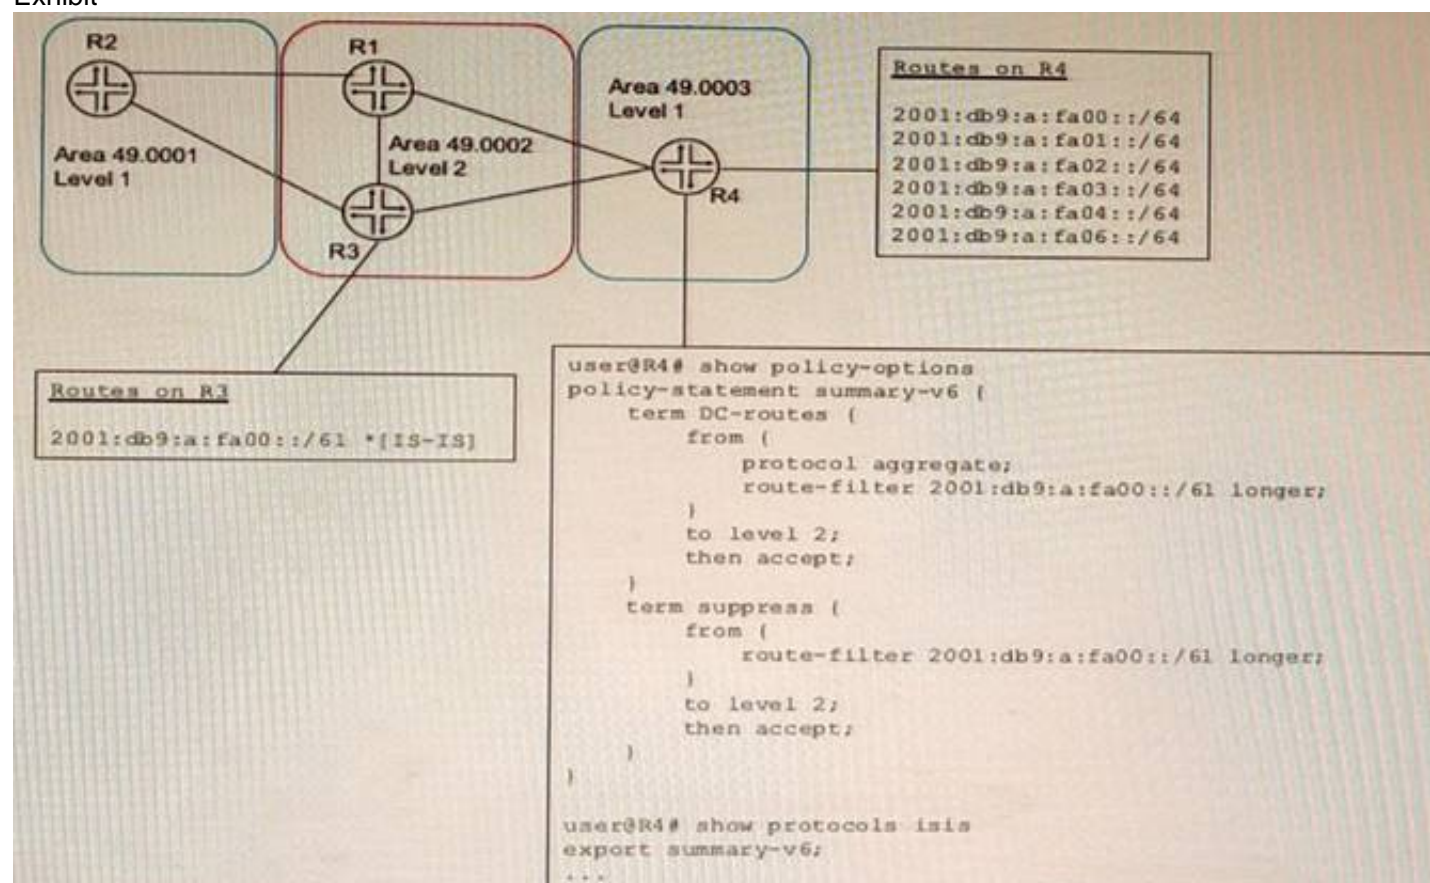 Exhibit
R2
R1
Area 49.0001
Level 1
Area 49.0002
Level 2
R3
Area 49.0003
Level 1
R4
Routes on R4
2001:db9:a:fa00::/64
2001:db9:a:fa01::/64
2001:db9:a:fa02::/64
2001:db9:a:fa03::/64
2001:db9:a:fa04::/64
2001:db9:a:fa06::/64
Routes on R3
2001:db9:a:fa00::/61 *[IS-IS]
user@R4# show policy-options
policy-statement summary-v6 {
term DC-routes {
from {
protocol aggregate;
route-filter 2001:db9:a:fa00::/61 longer;
}
to level 2;
then accept;
}
term suppress {
from {
route-filter 2001:db9:a:fa00::/61 longer;
}
to level 2;
then accept;
}
}
user@R4# show protocols isis
export summary-v6;
...